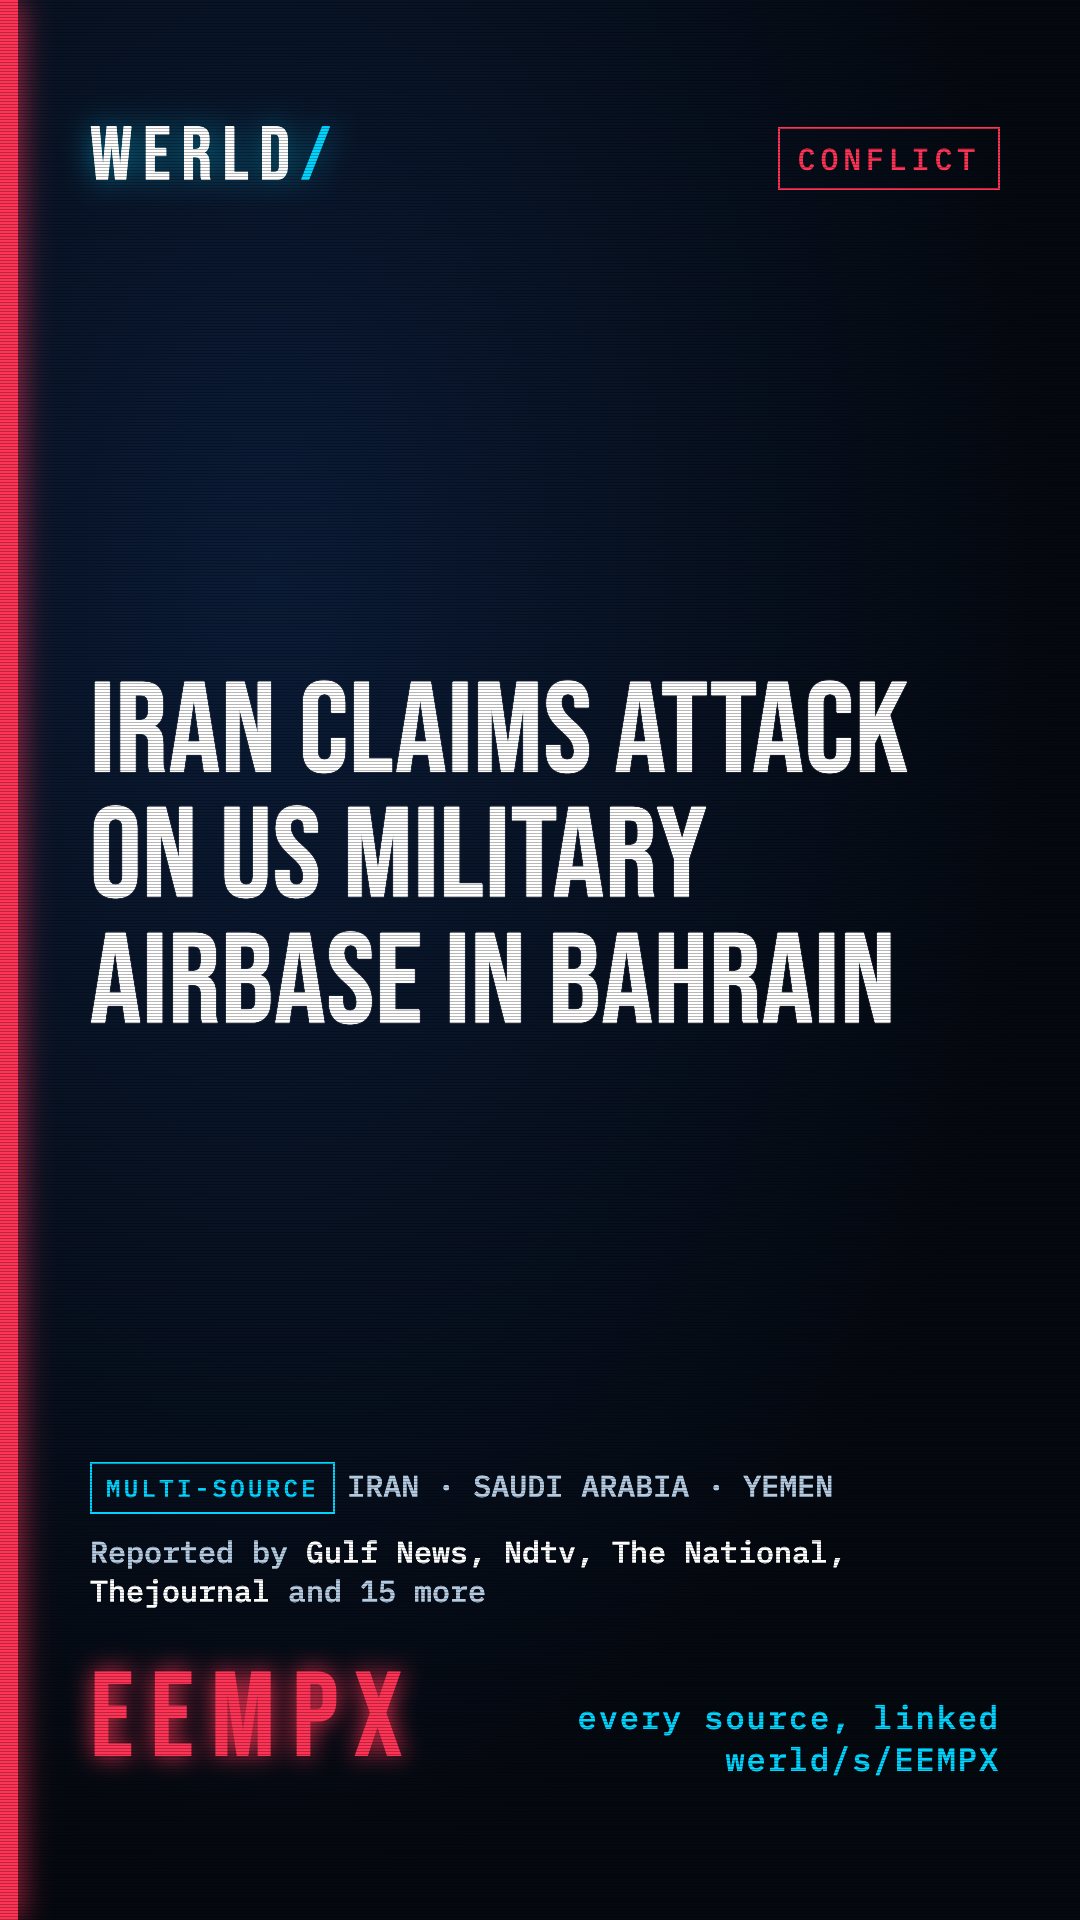 WERLD/
CONFLICT
IRAN CLAIMS ATTACK
ON US MILITARY
AIRBASE IN BAHRAIN
MULTI-SOURCE IRAN · SAUDI ARABIA · YEMEN
Reported by Gulf News, Ndtv, The National,
Thejournal and 15 more
EEMPX
every source, linked
werld/s/EEMPX